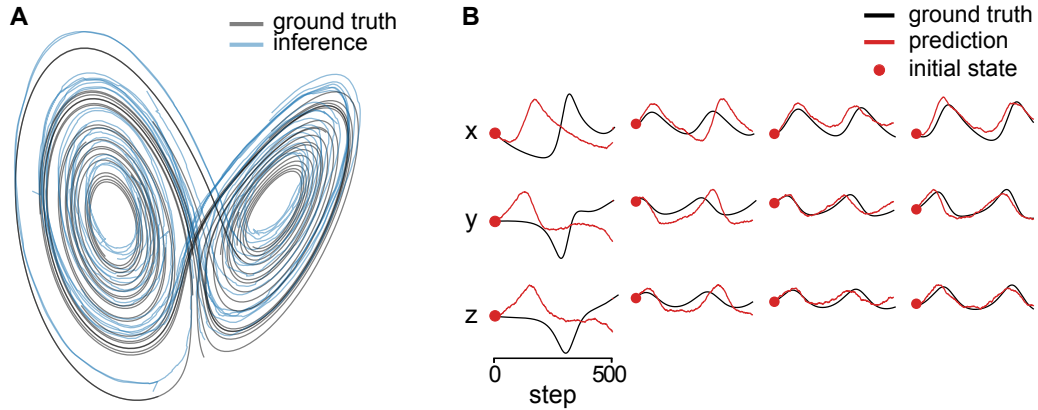 A
ground truth
inference
B
ground truth
prediction
initial state
x
y
z
0 500
step